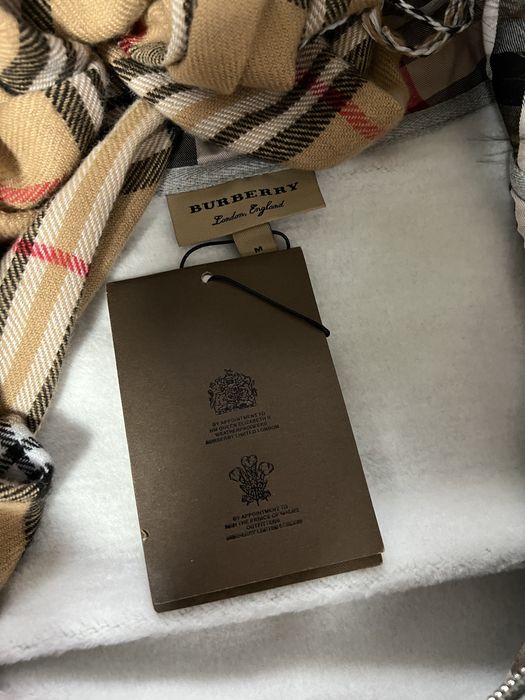 BURBERRY
London, England
M
BY APPOINTMENT TO
HM QUEEN ELIZABETH II
WEATHERPROOFERS
BURBERRY LIMITED LONDON
BY APPOINTMENT TO
HRH THE PRINCE OF WALES
OUTFITTERS
BURBERRY LIMITED LONDON